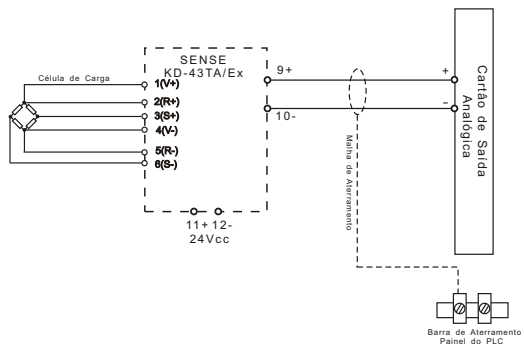 SENSE
KD-43TA/Ex
Célula de Carga
1(V+)
2(R+)
3(S+)
4(V-)
5(R-)
6(S-)
9+
10-
11+ 12-
24Vcc
+
-
Cartão de Saída
Analógica
Malha de Aterramento
Barra de Aterramento
Painel do PLC